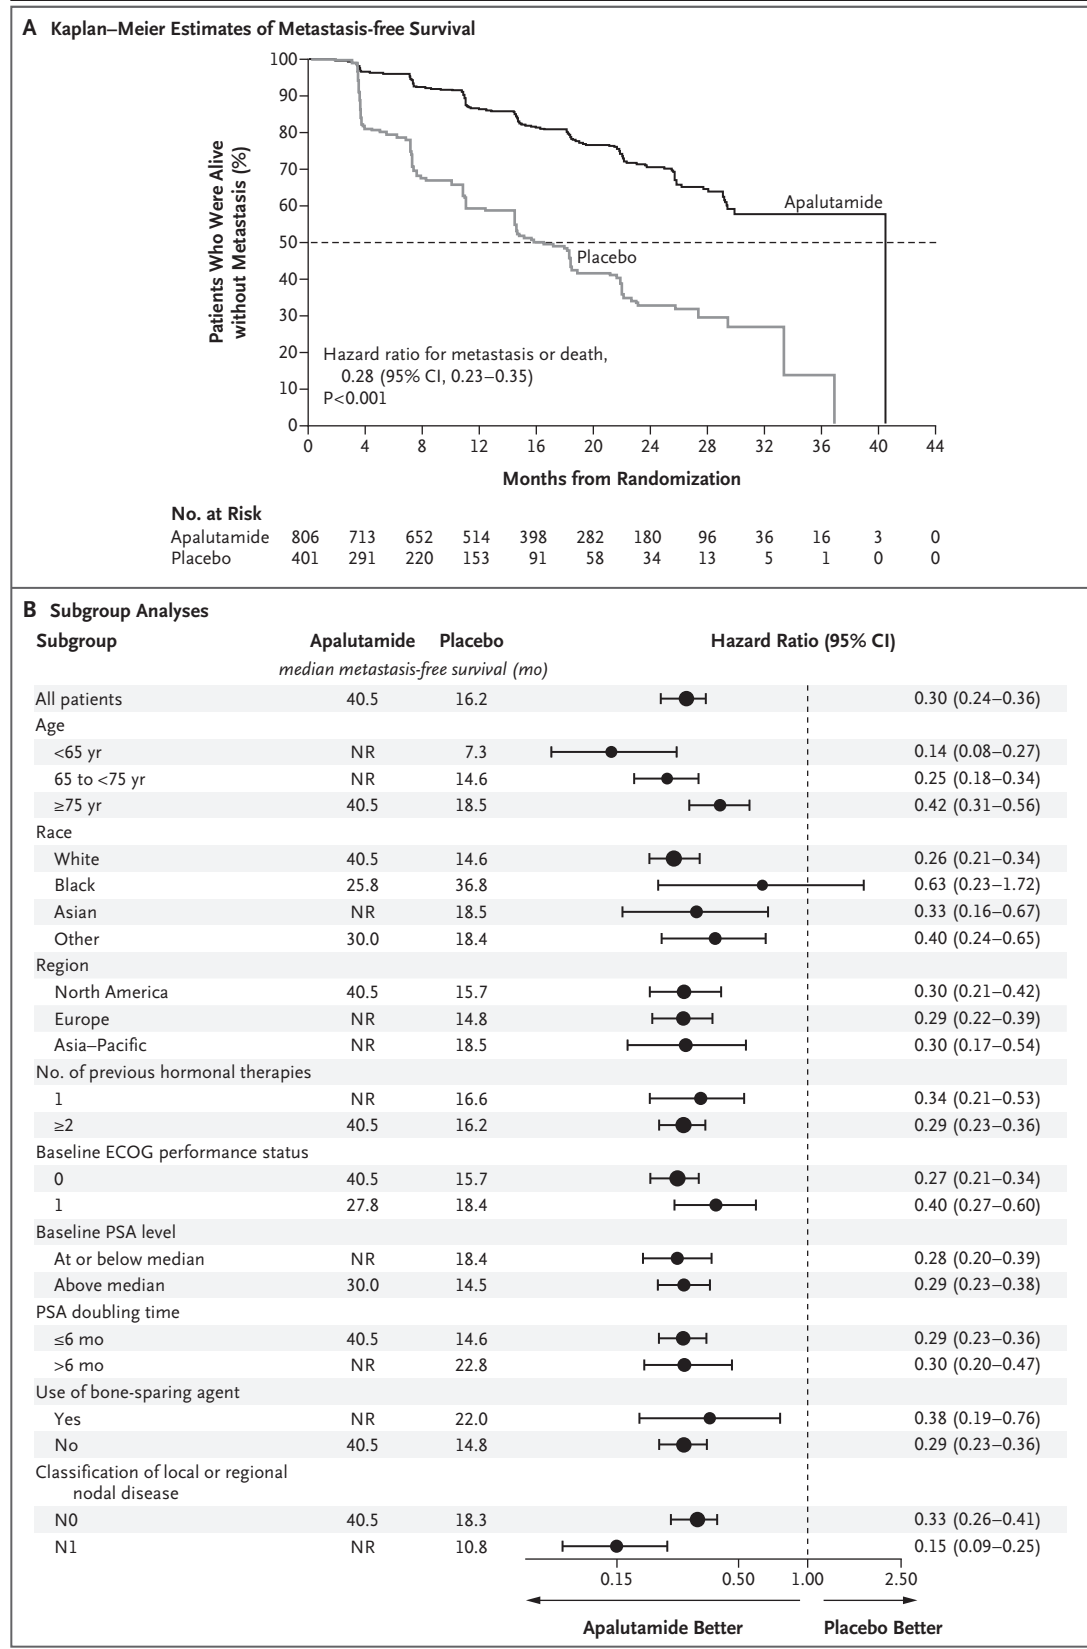 A Kaplan–Meier Estimates of Metastasis-free Survival
Patients Who Were Alive
without Metastasis (%)
100
90
80
70
60
50
40
30
20
10
0
Apalutamide
Placebo
Hazard ratio for metastasis or death,
0.28 (95% CI, 0.23–0.35)
P<0.001
0 4 8 12 16 20 24 28 32 36 40 44
Months from Randomization
No. at Risk
Apalutamide 806 713 652 514 398 282 180 96 36 16 3 0
Placebo 401 291 220 153 91 58 34 13 5 1 0 0
B Subgroup Analyses
Subgroup Apalutamide Placebo Hazard Ratio (95% CI)
median metastasis-free survival (mo)
All patients 40.5 16.2 0.30 (0.24–0.36)
Age
<65 yr NR 7.3 0.14 (0.08–0.27)
65 to <75 yr NR 14.6 0.25 (0.18–0.34)
≥75 yr 40.5 18.5 0.42 (0.31–0.56)
Race
White 40.5 14.6 0.26 (0.21–0.34)
Black 25.8 36.8 0.63 (0.23–1.72)
Asian NR 18.5 0.33 (0.16–0.67)
Other 30.0 18.4 0.40 (0.24–0.65)
Region
North America 40.5 15.7 0.30 (0.21–0.42)
Europe NR 14.8 0.29 (0.22–0.39)
Asia–Pacific NR 18.5 0.30 (0.17–0.54)
No. of previous hormonal therapies
1 NR 16.6 0.34 (0.21–0.53)
≥2 40.5 16.2 0.29 (0.23–0.36)
Baseline ECOG performance status
0 40.5 15.7 0.27 (0.21–0.34)
1 27.8 18.4 0.40 (0.27–0.60)
Baseline PSA level
At or below median NR 18.4 0.28 (0.20–0.39)
Above median 30.0 14.5 0.29 (0.23–0.38)
PSA doubling time
≤6 mo 40.5 14.6 0.29 (0.23–0.36)
>6 mo NR 22.8 0.30 (0.20–0.47)
Use of bone-sparing agent
Yes NR 22.0 0.38 (0.19–0.76)
No 40.5 14.8 0.29 (0.23–0.36)
Classification of local or regional
nodal disease
N0 40.5 18.3 0.33 (0.26–0.41)
N1 NR 10.8 0.15 (0.09–0.25)
0.15 0.50 1.00 2.50
Apalutamide Better Placebo Better